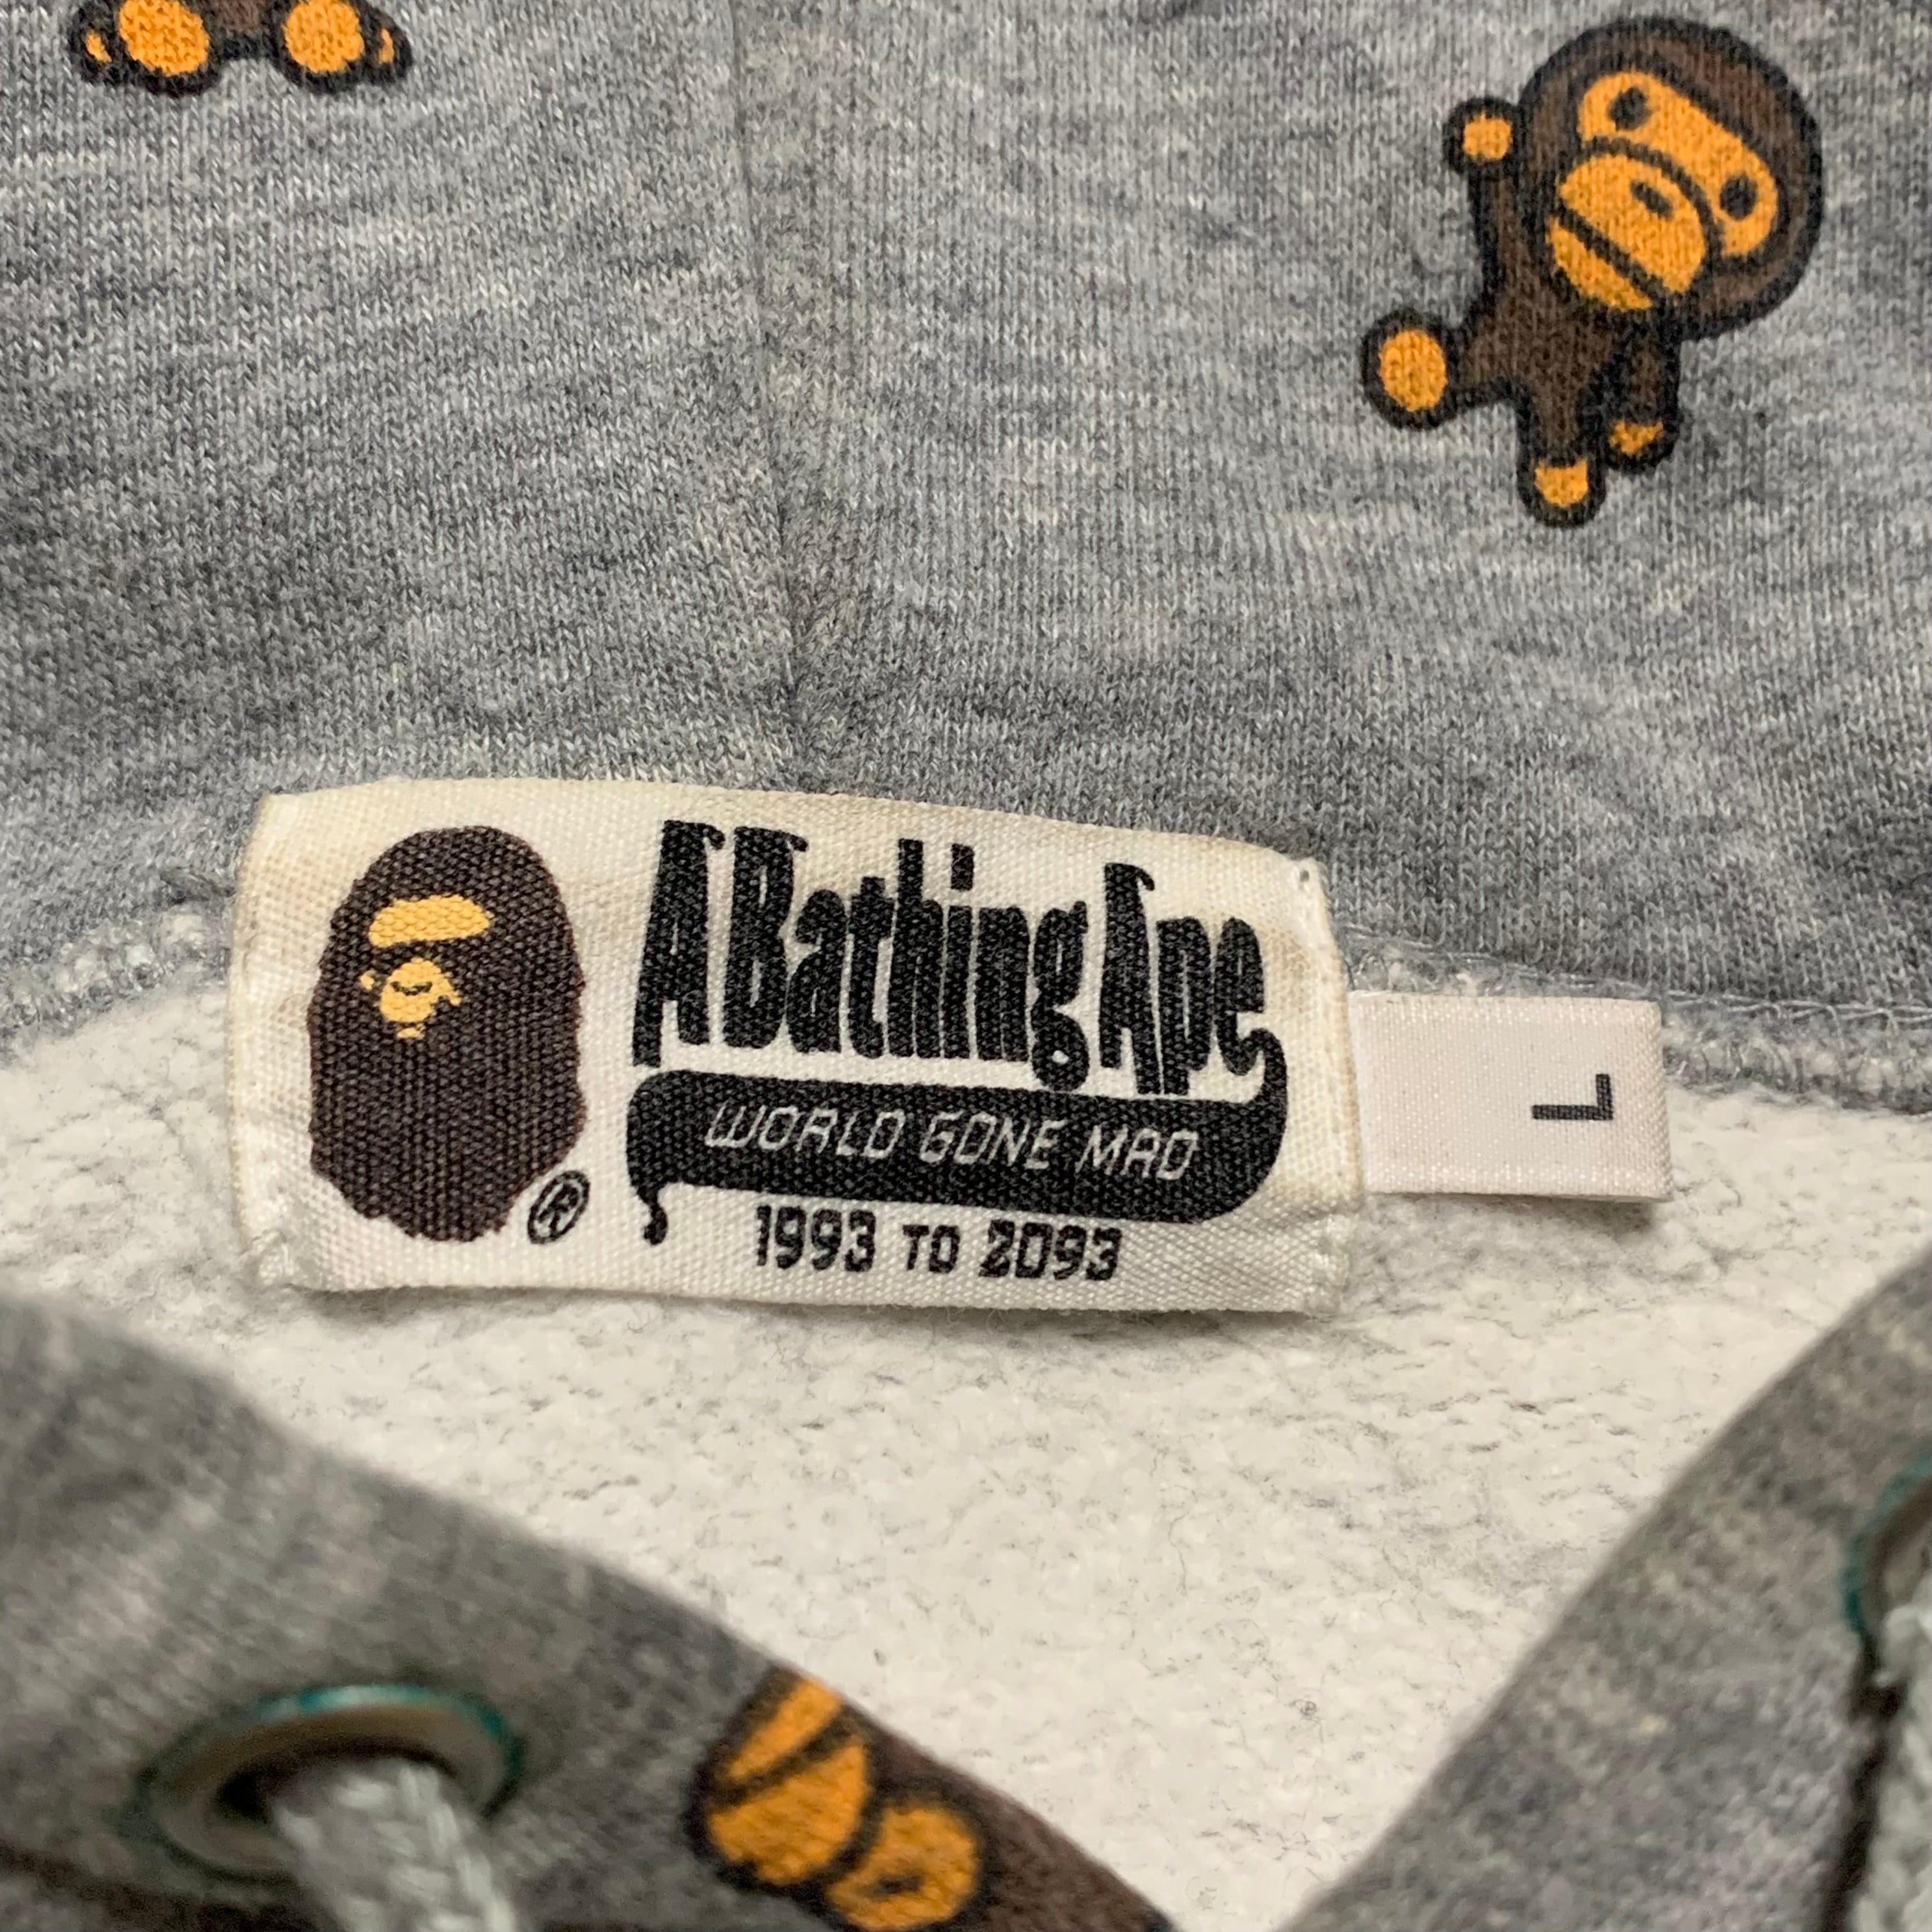 A Bathing Ape
WORLD GONE MAD
1993 TO 2093
®
L